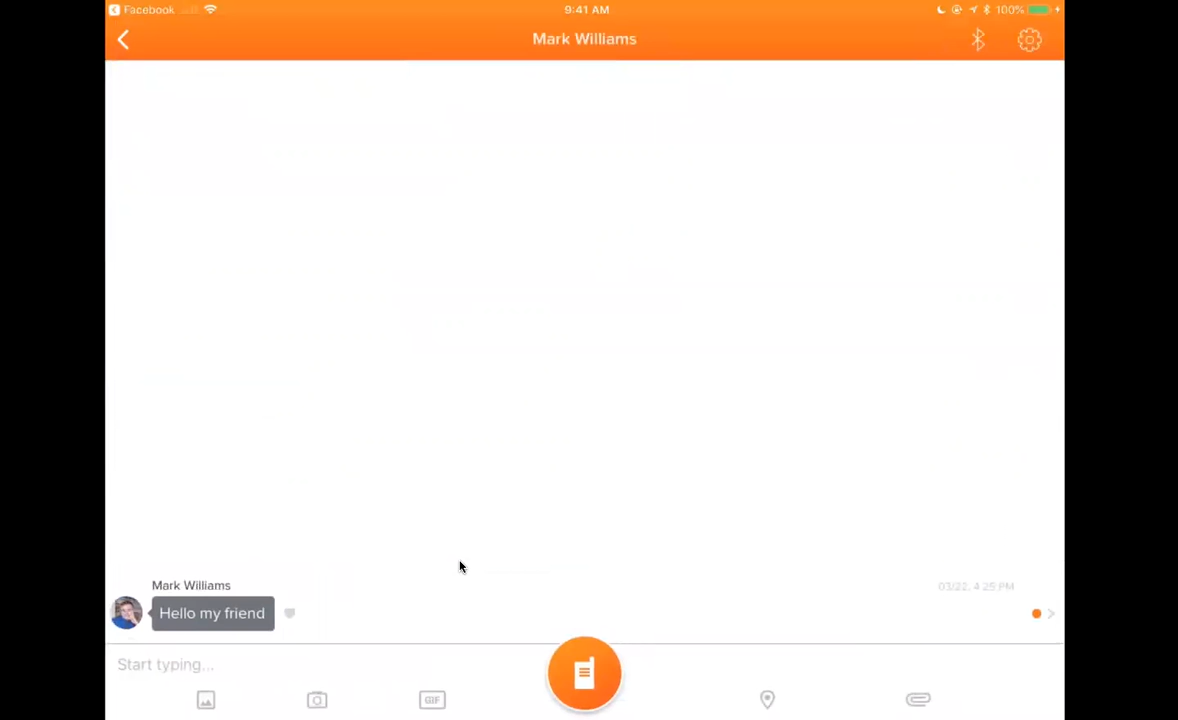 Facebook 9:41 AM 100%
Mark Williams
Mark Williams 03/22, 4:25 PM
Hello my friend
Start typing...
GIF